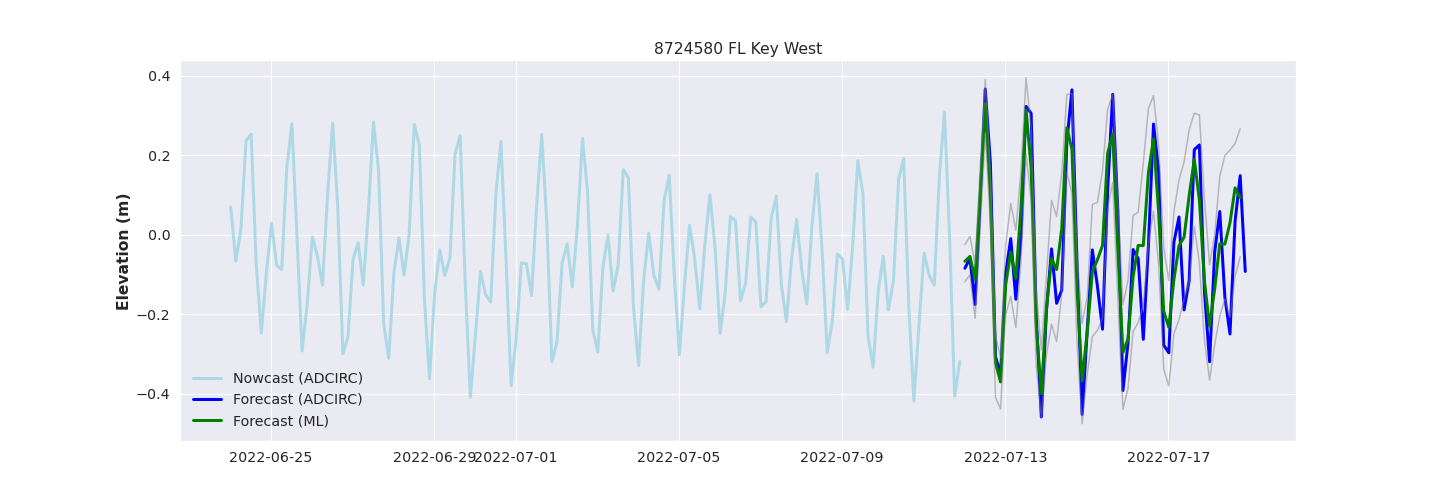 8724580 FL Key West
0.4
0.2
0.0
−0.2
−0.4
Elevation (m)
Nowcast (ADCIRC)
Forecast (ADCIRC)
Forecast (ML)
2022-06-25 2022-06-29 2022-07-01 2022-07-05 2022-07-09 2022-07-13 2022-07-17